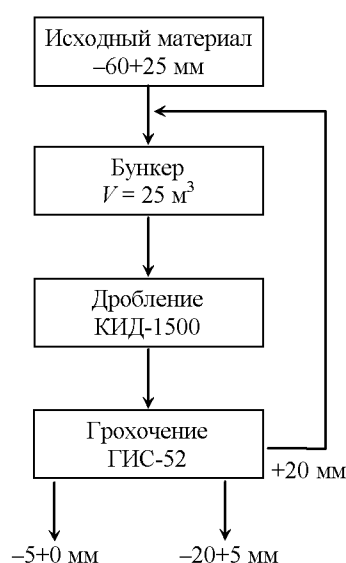 Исходный материал
–60+25 мм
Бункер
V = 25 м³
Дробление
КИД-1500
Грохочение
ГИС-52
+20 мм
–5+0 мм
–20+5 мм